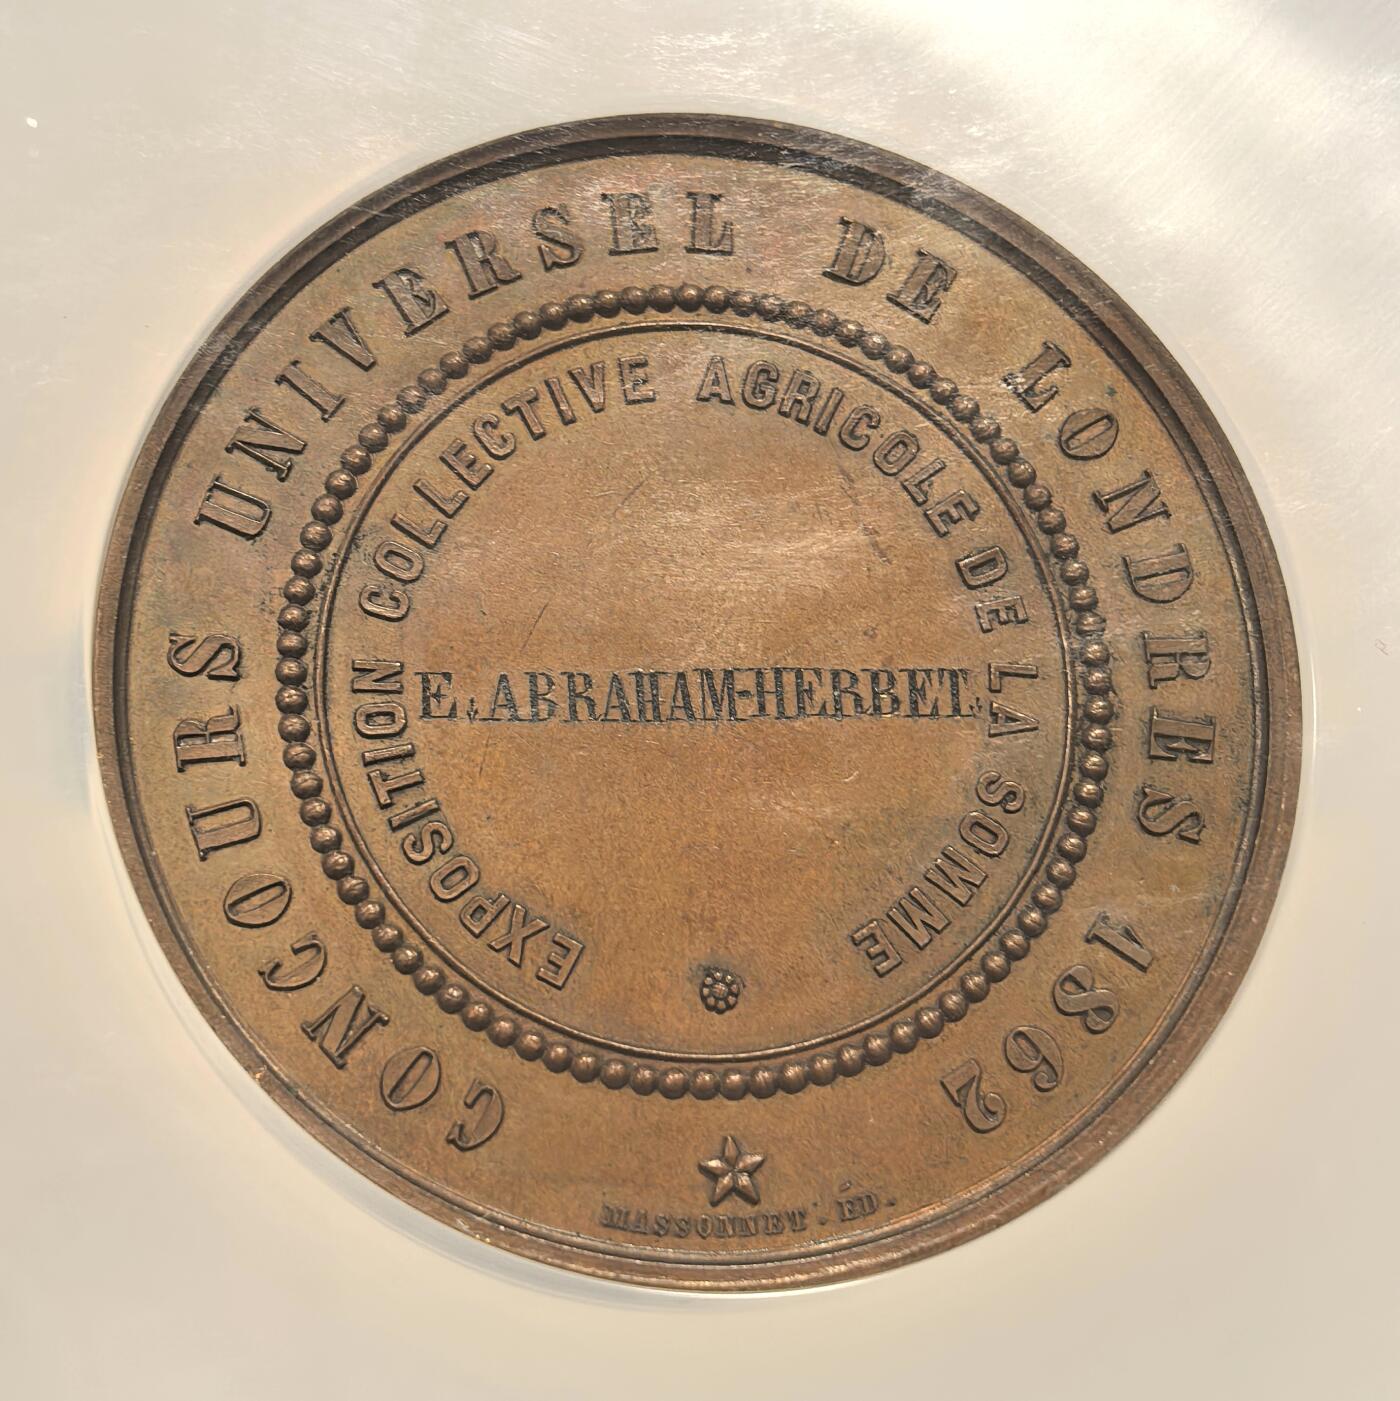 CONCOURS UNIVERSEL DE LONDRES 1862
EXPOSITION COLLECTIVE AGRICOLE DE LA SOMME
E. ABRAHAM-HERBET.
MASSONNET. ÉD.